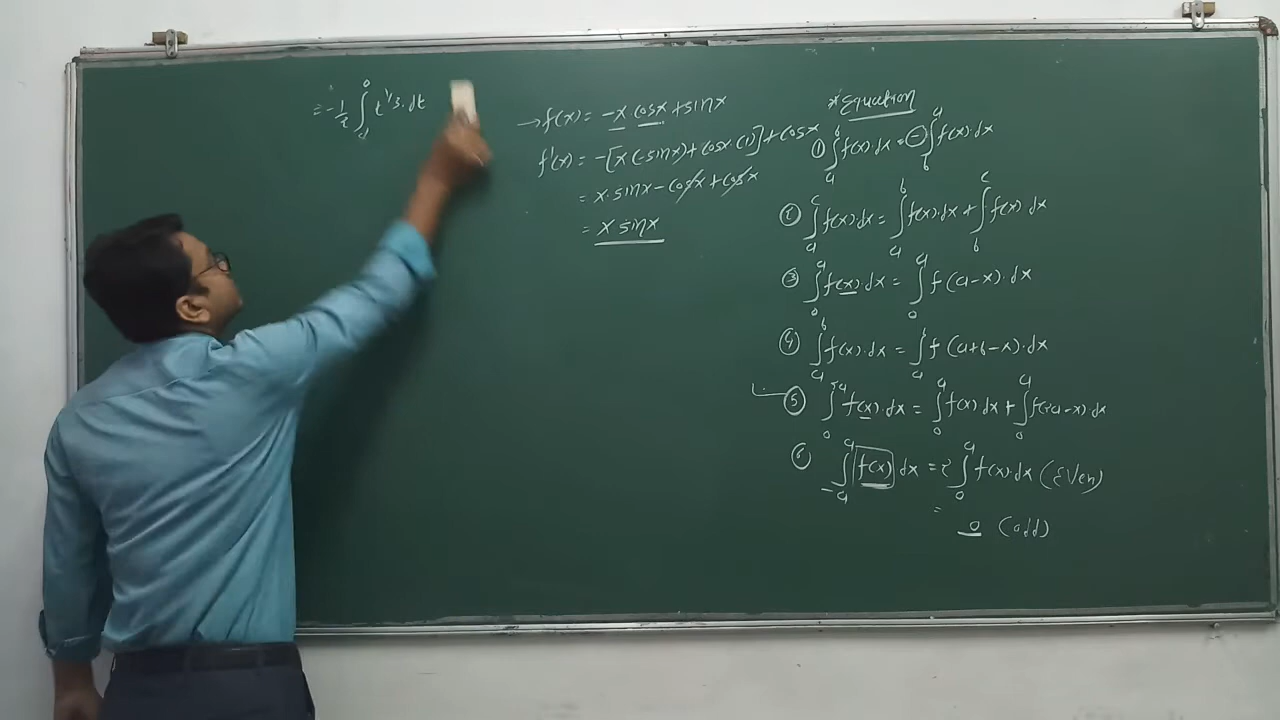 = -1/2 ∫ t^{1/3}.dt
→ f(x) = -x cosx + sinx
f'(x) = -[x(-sinx) + cosx.(1)] + cosx
= x.sinx - cosx + cosx
= x sinx
* Equation
① ∫_a^b f(x).dx = - ∫_b^a f(x).dx
② ∫_a^c f(x).dx = ∫_a^b f(x).dx + ∫_b^c f(x).dx
③ ∫_0^a f(x).dx = ∫_0^a f(a-x).dx
④ ∫_a^b f(x).dx = ∫_a^b f(a+b-x).dx
⑤ ∫_0^{2a} f(x).dx = ∫_0^a f(x).dx + ∫_0^a f(2a-x).dx
⑥ ∫_{-a}^a f(x) dx = 2 ∫_0^a f(x).dx (Even)
= 0 (odd)